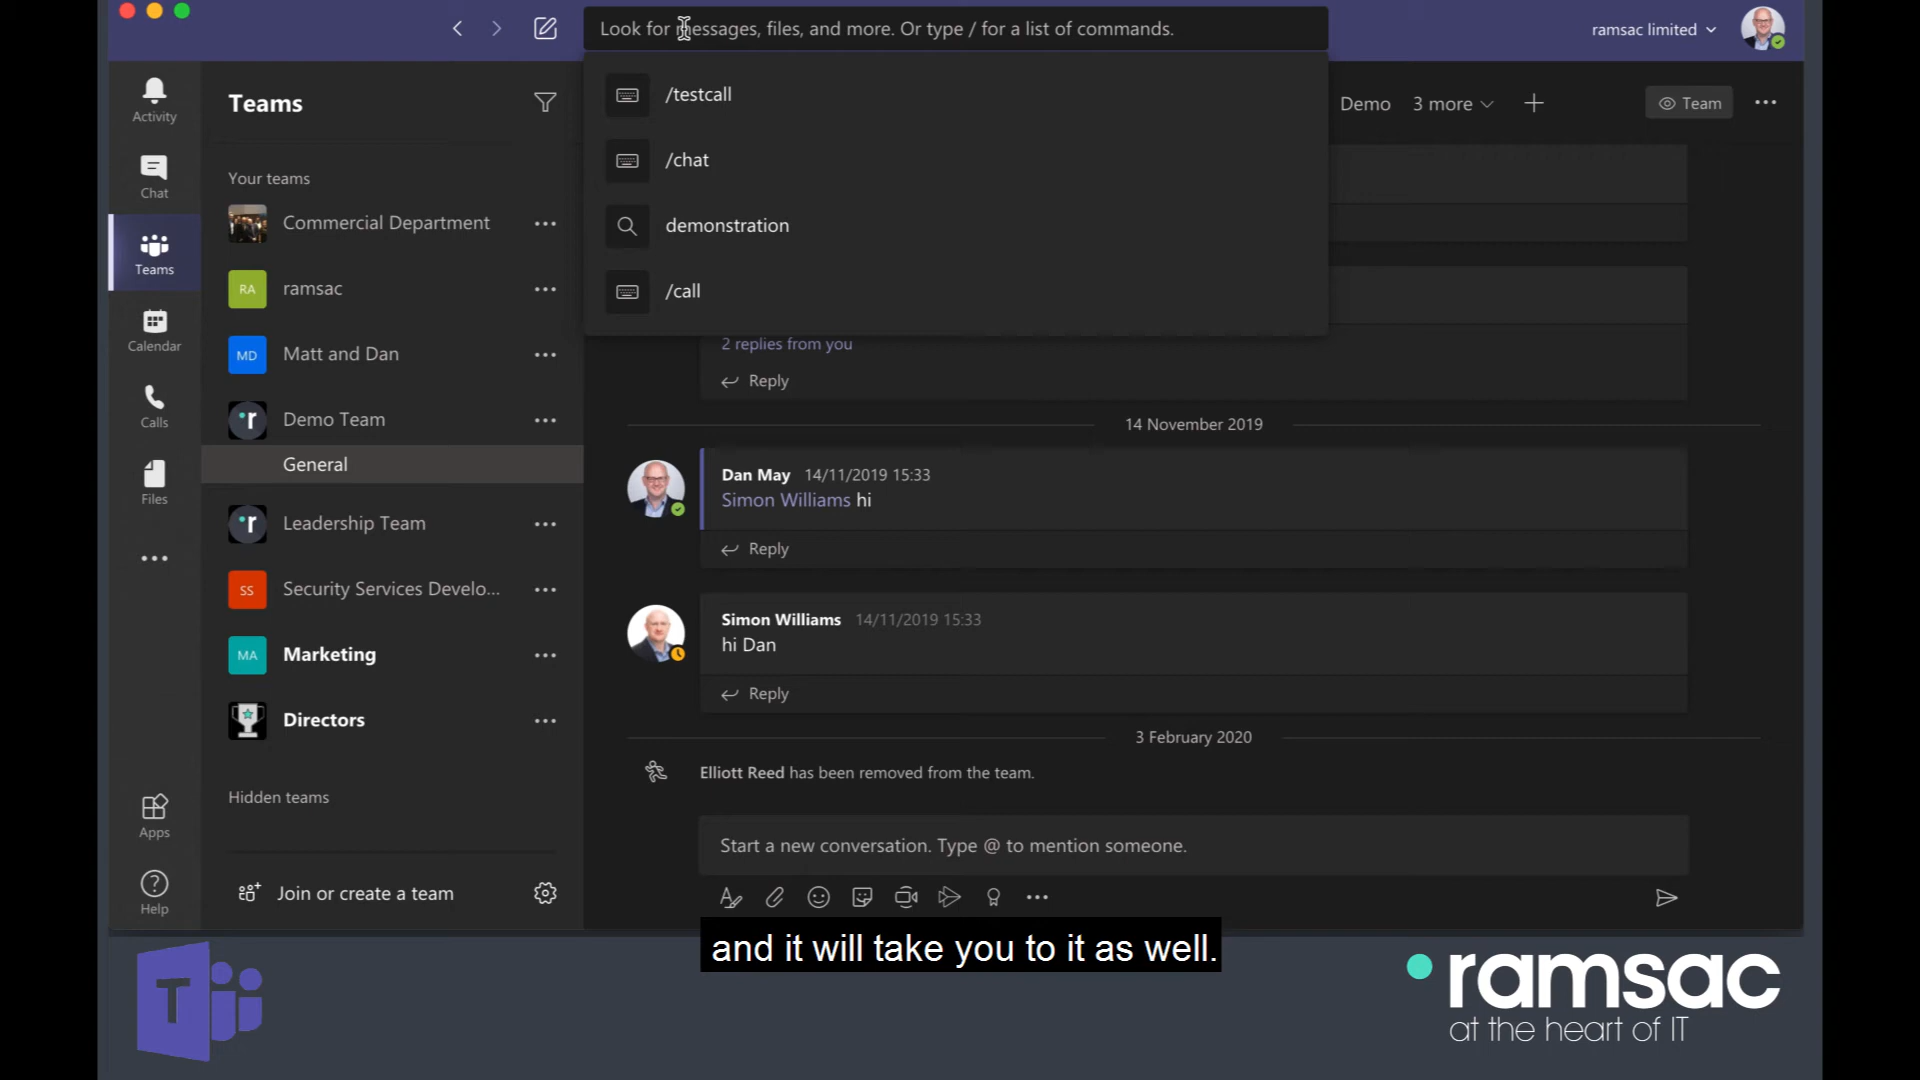 Look for messages, files, and more. Or type / for a list of commands.
ramsac limited
/testcall
/chat
demonstration
/call
Activity
Chat
Teams
Calendar
Calls
Files
Apps
Help
Teams
Your teams
Commercial Department
RA
ramsac
MD
Matt and Dan
r
Demo Team
General
r
Leadership Team
SS
Security Services Develo...
MA
Marketing
Directors
Hidden teams
Join or create a team
Demo
3 more
Team
2 replies from you
Reply
14 November 2019
Dan May 14/11/2019 15:33
Simon Williams hi
Reply
Simon Williams 14/11/2019 15:33
hi Dan
Reply
3 February 2020
Elliott Reed has been removed from the team.
Start a new conversation. Type @ to mention someone.
and it will take you to it as well.
T
ramsac
at the heart of IT